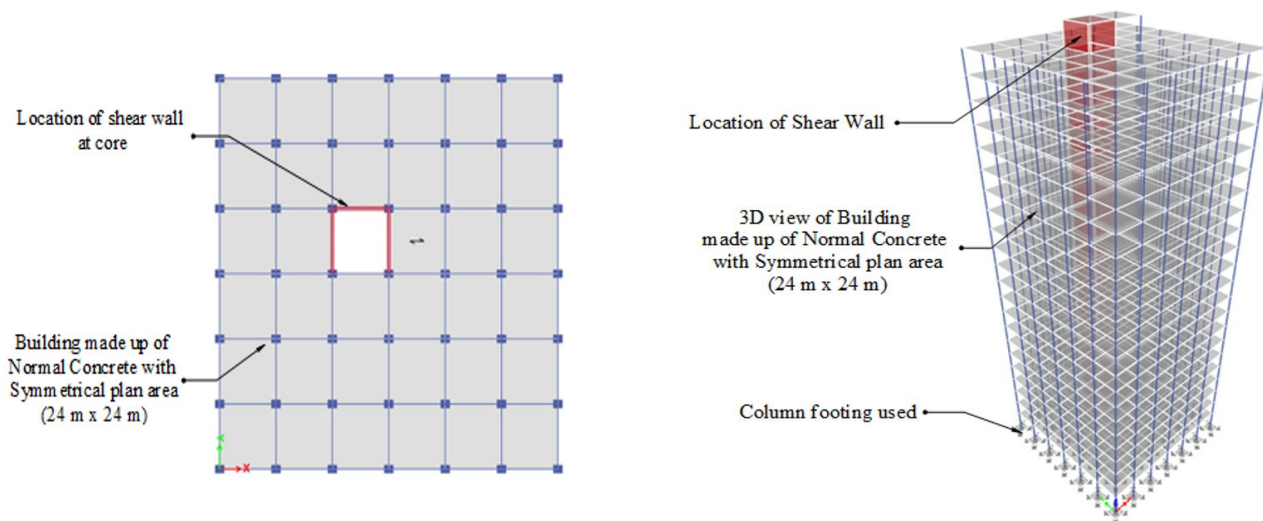 Location of shear wall
at core
Building made up of
Normal Concrete with
Symmetrical plan area
(24 m x 24 m)
X
Y
Location of Shear Wall
3D view of Building
made up of Normal Concrete
with Symmetrical plan area
(24 m x 24 m)
Column footing used